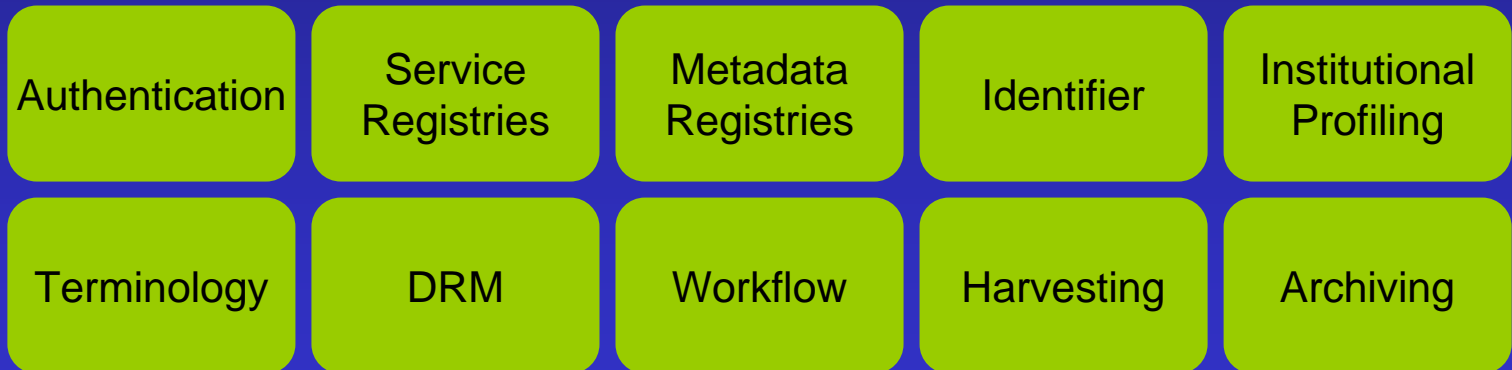 Authentication
Service
Registries
Metadata
Registries
Identifier
Institutional
Profiling
Terminology
DRM
Workflow
Harvesting
Archiving